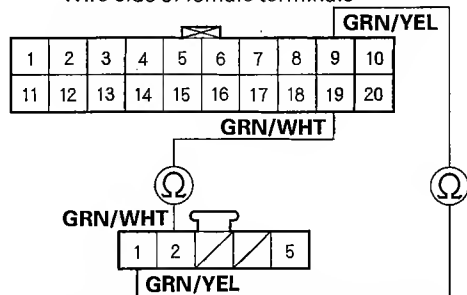 Wire side of female terminals
GRN/YEL
1 2 3 4 5 6 7 8 9 10
11 12 13 14 15 16 17 18 19 20
GRN/WHT
Ω Ω
GRN/WHT
1 2 5
GRN/YEL